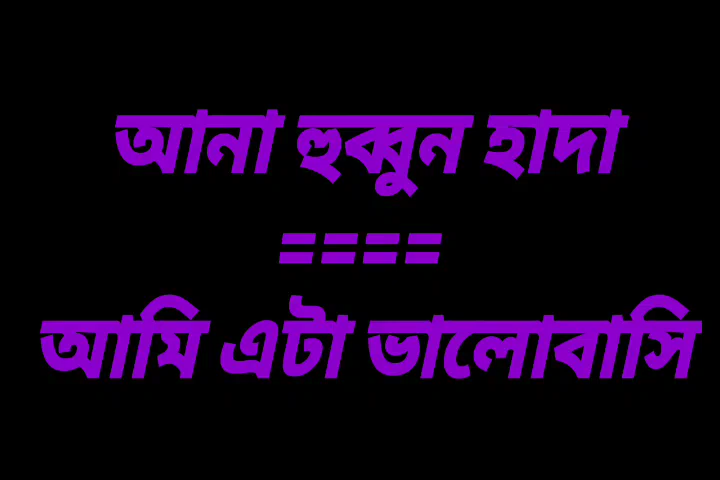 আনা হুব্বুন হাদা
====
আমি এটা ভালোবাসি